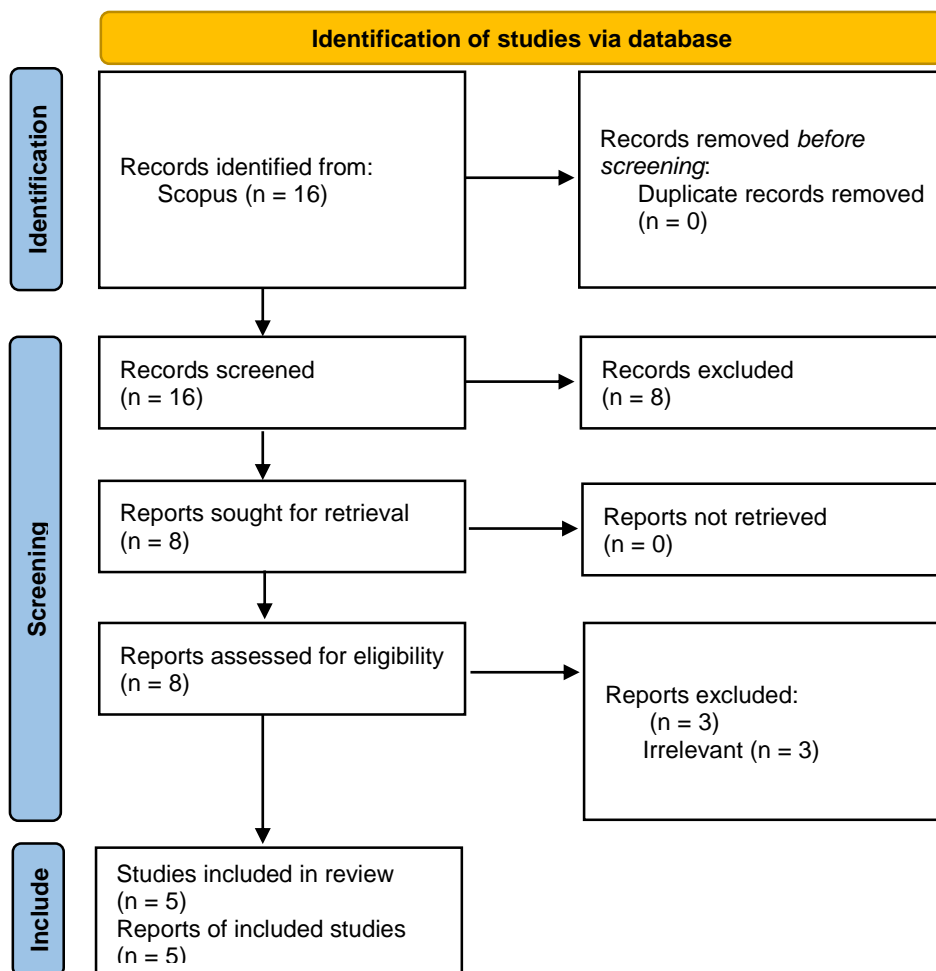 Identification of studies via database
Identification
Records identified from:
Scopus (n = 16)
Records removed before
screening:
Duplicate records removed
(n = 0)
Screening
Records screened
(n = 16)
Records excluded
(n = 8)
Reports sought for retrieval
(n = 8)
Reports not retrieved
(n = 0)
Reports assessed for eligibility
(n = 8)
Reports excluded:
(n = 3)
Irrelevant (n = 3)
Include
Studies included in review
(n = 5)
Reports of included studies
(n = 5)